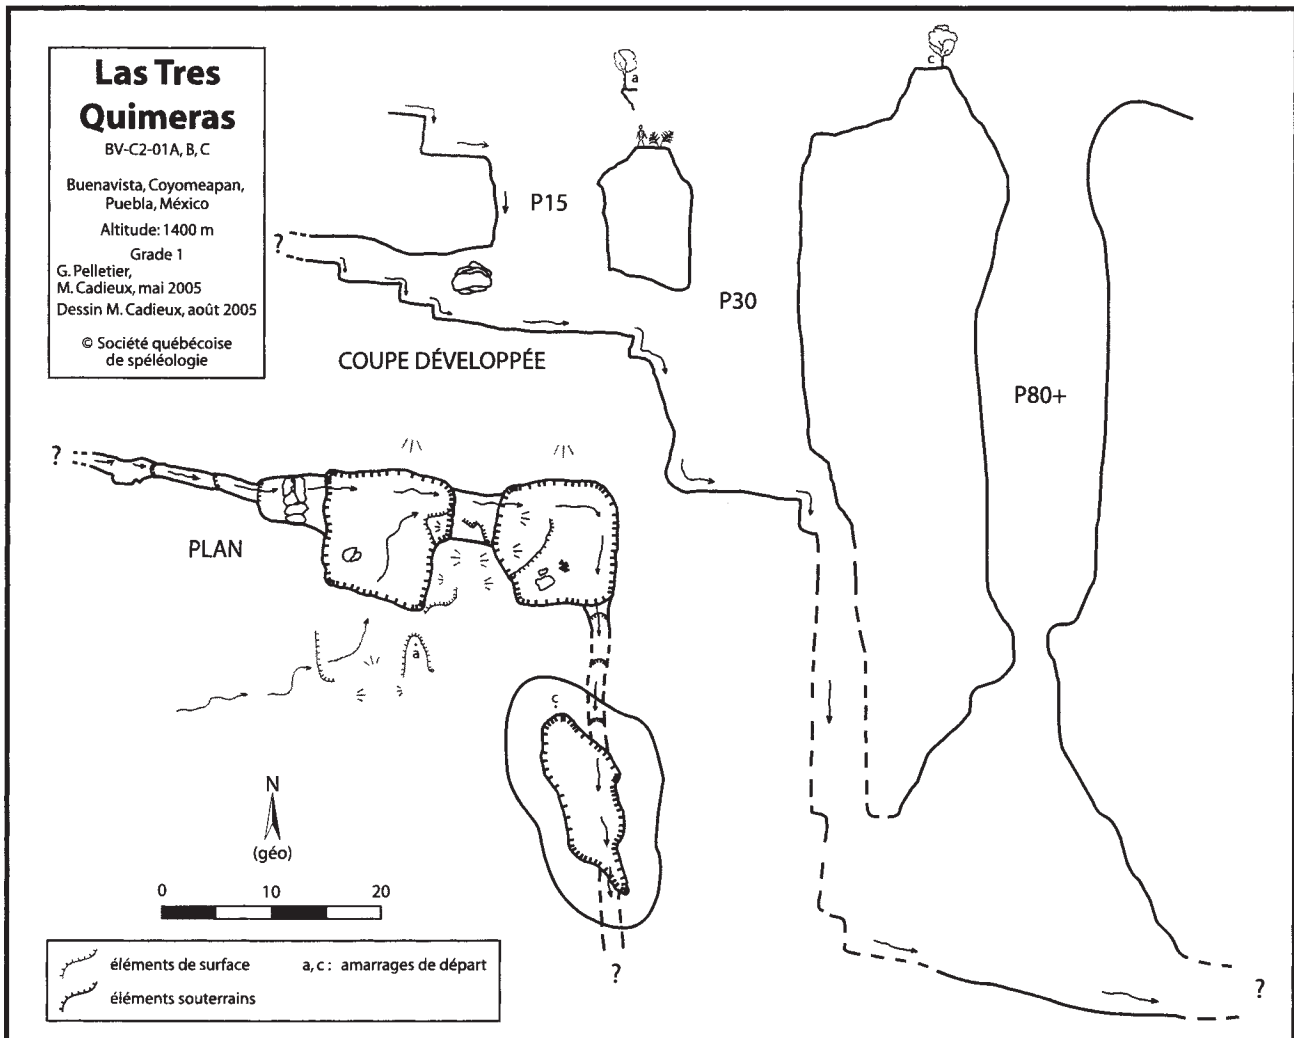 Las Tres
Quimeras
BV-C2-01A, B, C
Buenavista, Coyomeapan,
Puebla, México
Altitude: 1400 m
Grade 1
G. Pelletier,
M. Cadieux, mai 2005
Dessin M. Cadieux, août 2005
© Société québécoise
de spéléologie
a
c
P15
?
P30
COUPE DÉVELOPPÉE
P80+
?
PLAN
a
c
N
(géo)
0 10 20
?
?
éléments de surface
a, c : amarrages de départ
éléments souterrains